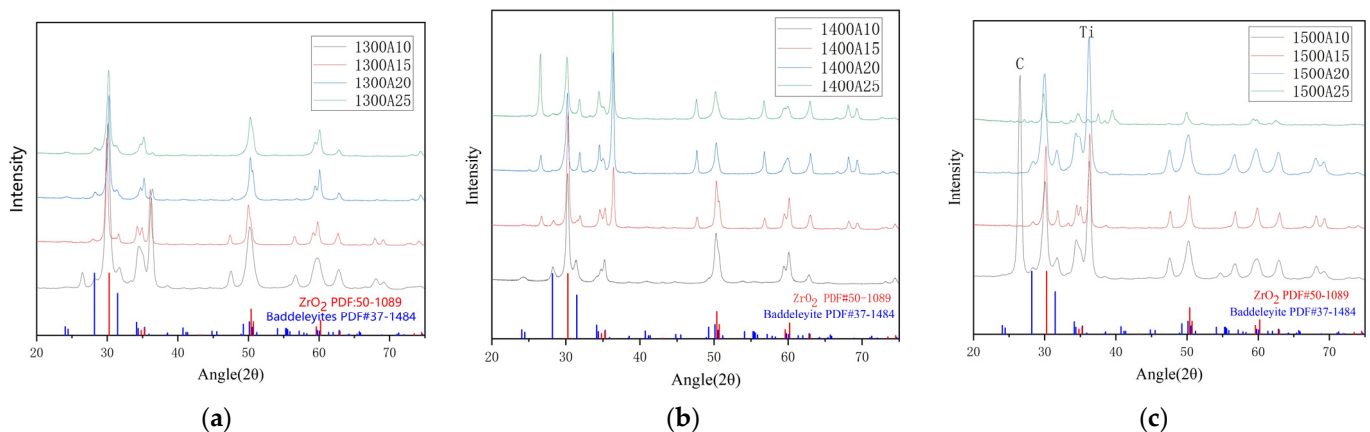 1300A10
1300A15
1300A20
1300A25
Intensity
ZrO2 PDF:50-1089
Baddeleyites PDF#37-1484
20 30 40 50 60 70
Angle(2θ)
(a)
1400A10
1400A15
1400A20
1400A25
Intensity
ZrO2 PDF#50-1089
Baddeleyite PDF#37-1484
20 30 40 50 60 70
Angle(2θ)
(b)
Ti
C
1500A10
1500A15
1500A20
1500A25
Intensity
ZrO2 PDF#50-1089
Baddeleyite PDF#37-1484
20 30 40 50 60 70
Angle(2θ)
(c)